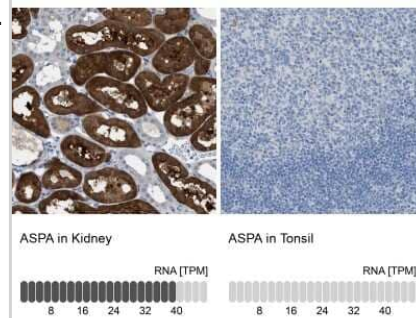 ASPA in Kidney
ASPA in Tonsil
RNA [TPM]
RNA [TPM]
8 16 24 32 40
8 16 24 32 40